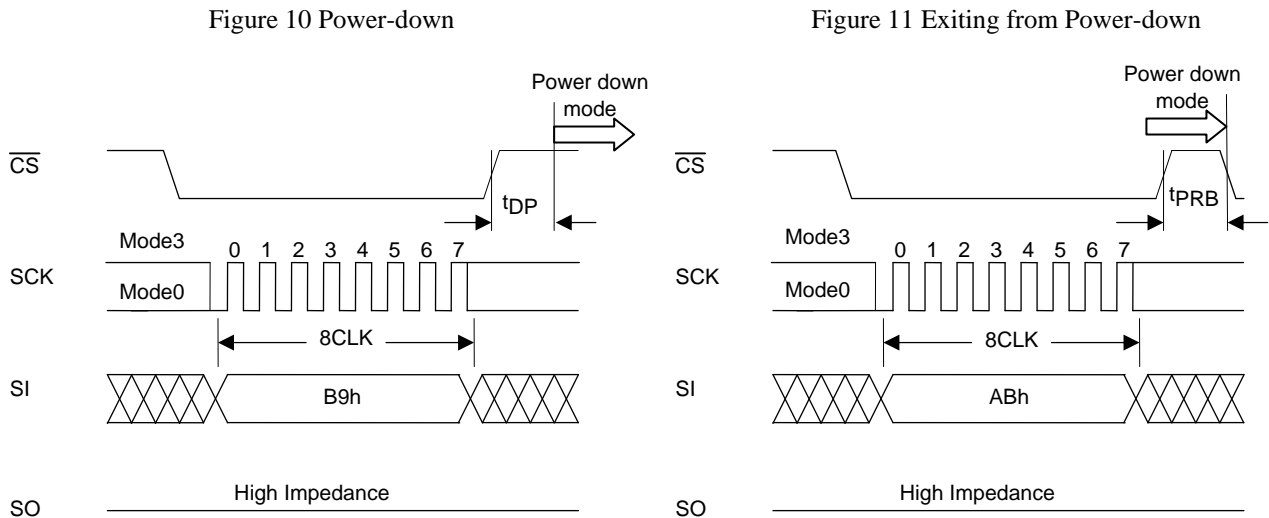 Figure 10 Power-down
Power down
mode
CS
tDP
Mode3
0 1 2 3 4 5 6 7
SCK
Mode0
8CLK
SI
B9h
High Impedance
SO
Figure 11 Exiting from Power-down
Power down
mode
CS
tPRB
Mode3
0 1 2 3 4 5 6 7
SCK
Mode0
8CLK
SI
ABh
High Impedance
SO